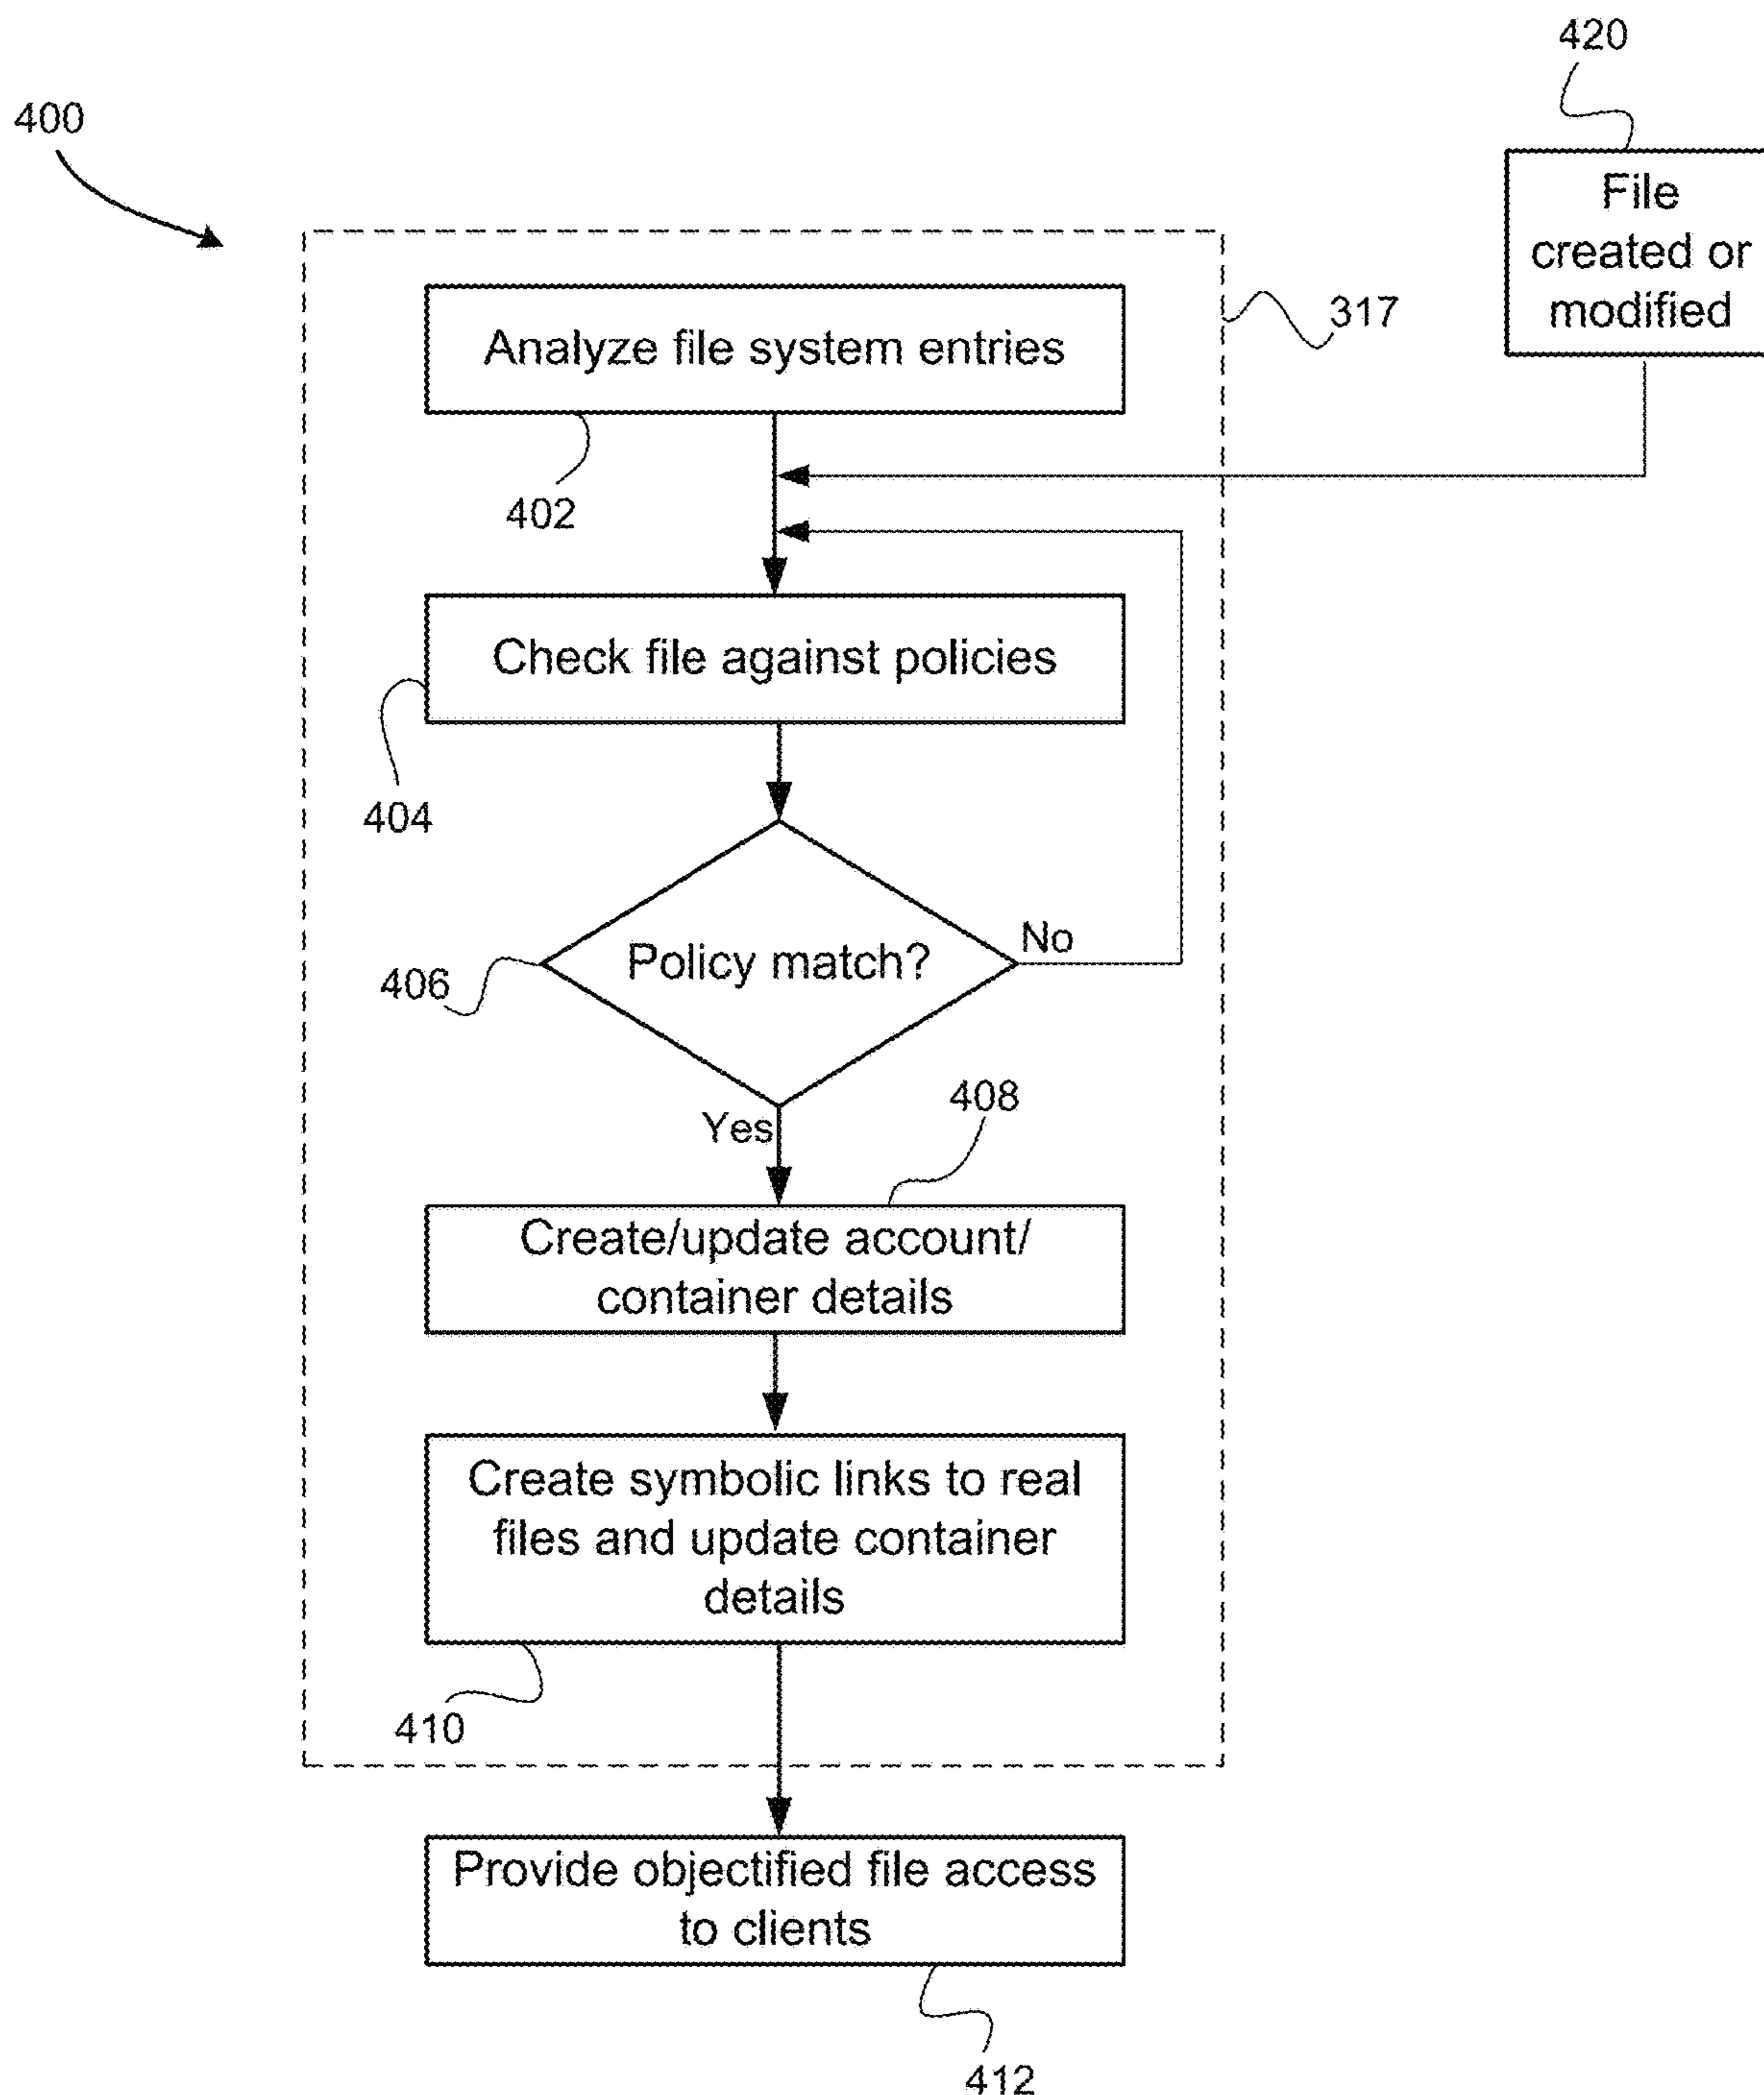 420
400
File
created or
modified
317
Analyze file system entries
402
Check file against policies
404
Policy match?
No
406
Yes
408
Create/update account/
container details
Create symbolic links to real
files and update container
details
410
Provide objectified file access
to clients
412